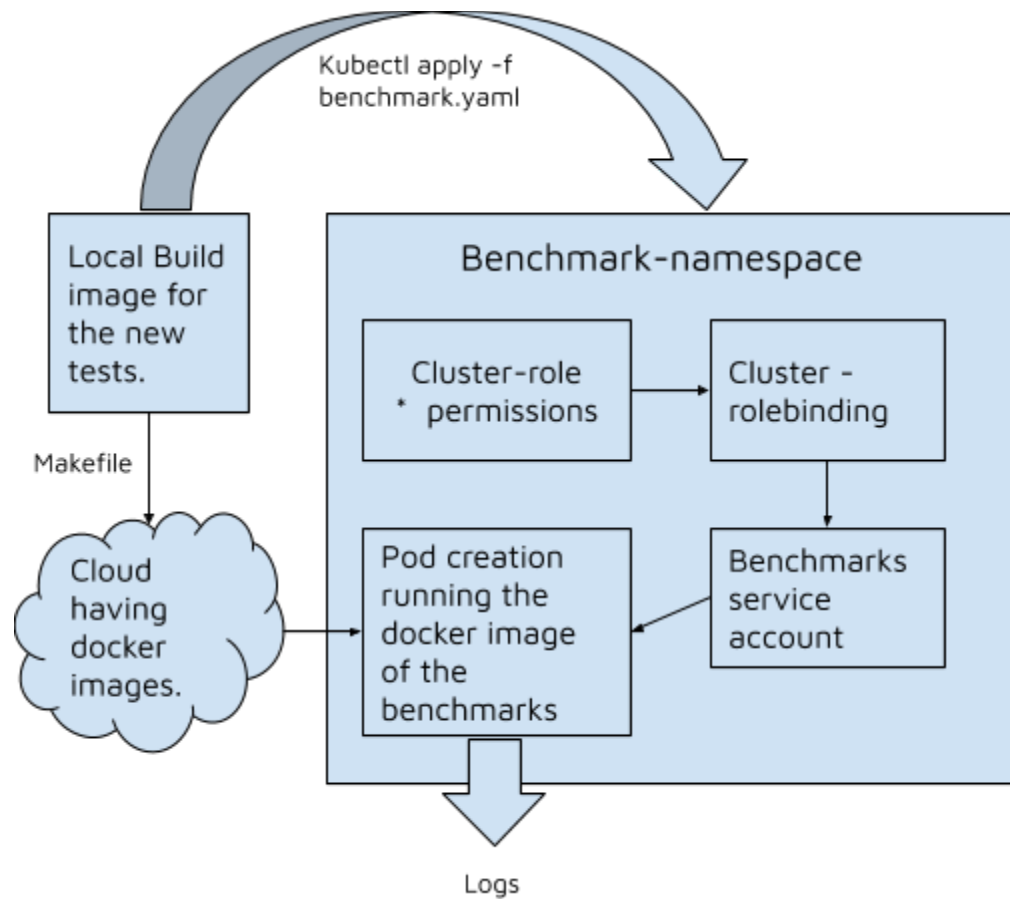 Kubectl apply -f
benchmark.yaml
Local Build
image for
the new
tests.
Benchmark-namespace
Cluster-role
* permissions
Cluster -
rolebinding
Makefile
Cloud
having
docker
images.
Pod creation
running the
docker image
of the
benchmarks
Benchmarks
service
account
Logs